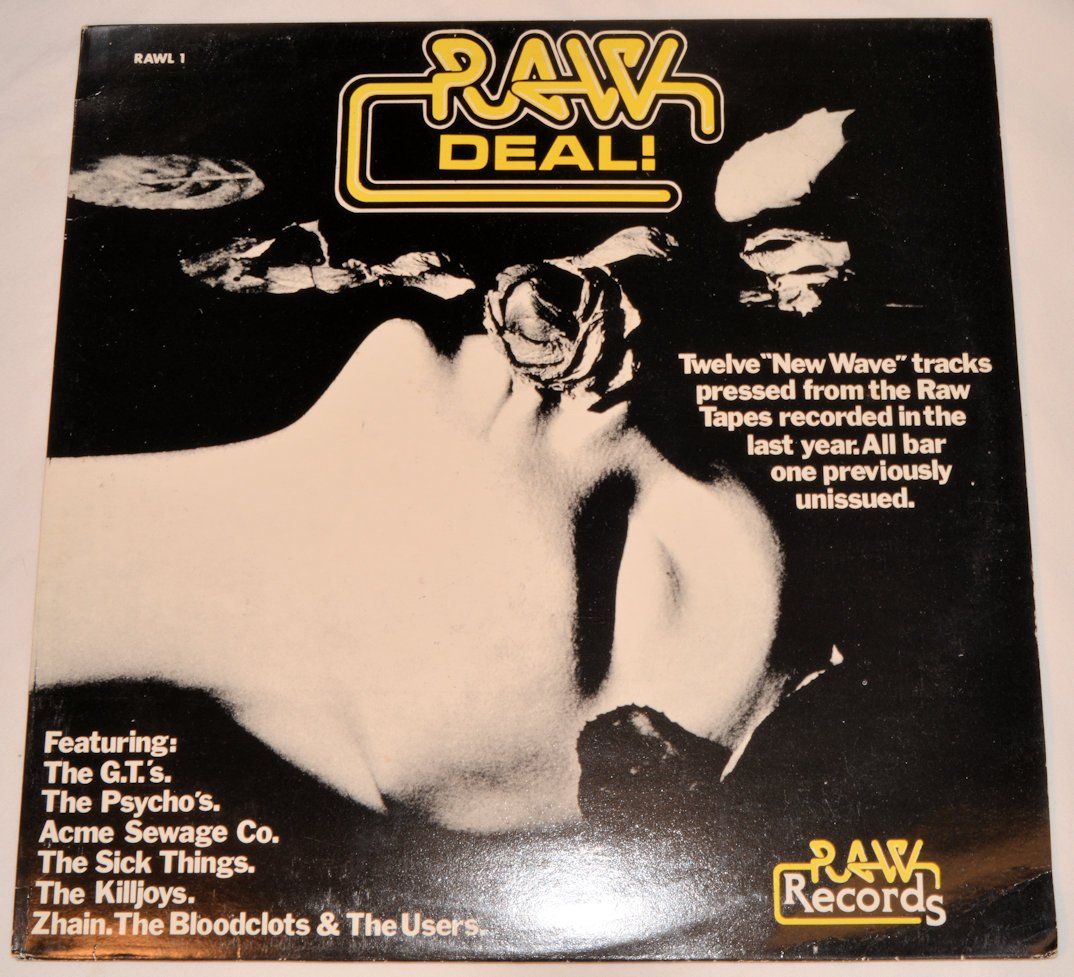 RAWL 1
RAW
DEAL!
Twelve "New Wave" tracks
pressed from the Raw
Tapes recorded in the
last year. All bar
one previously
unissued.
Featuring:
The G.T.'s.
The Psycho's.
Acme Sewage Co.
The Sick Things.
The Killjoys.
Zhain. The Bloodclots & The Users.
RAW
Records